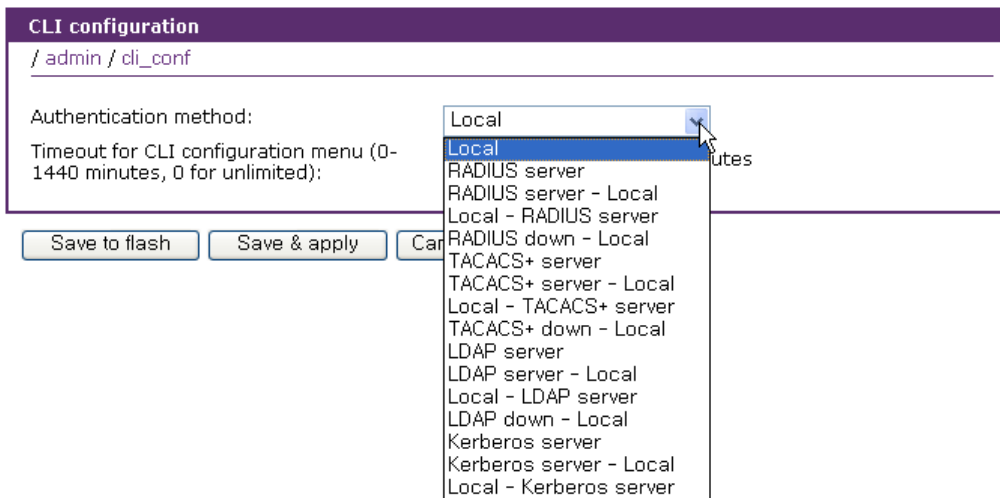 CLI configuration
/ admin / cli_conf
Authentication method:
Local
Timeout for CLI configuration menu (0-
1440 minutes, 0 for unlimited):
utes
Save to flash
Save & apply
Can
Local
RADIUS server
RADIUS server - Local
Local - RADIUS server
RADIUS down - Local
TACACS+ server
TACACS+ server - Local
Local - TACACS+ server
TACACS+ down - Local
LDAP server
LDAP server - Local
Local - LDAP server
LDAP down - Local
Kerberos server
Kerberos server - Local
Local - Kerberos server